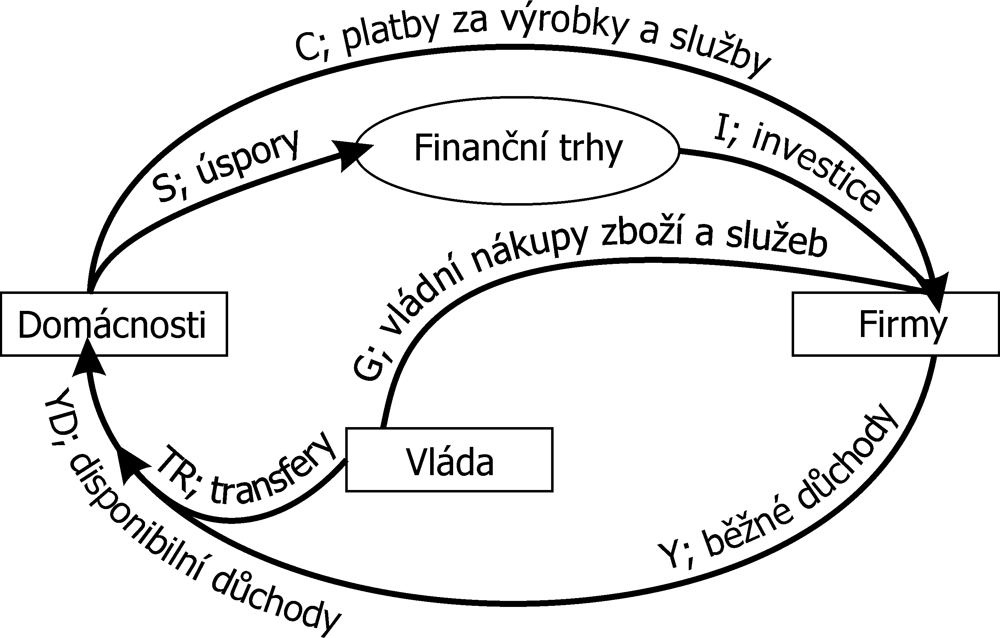 C; platby za výrobky a služby
S; úspory
Finanční trhy
I; investice
G; vládní nákupy zboží a služeb
Domácnosti
Firmy
Vláda
TR; transfery
YD; disponibilní důchody
Y; běžné důchody